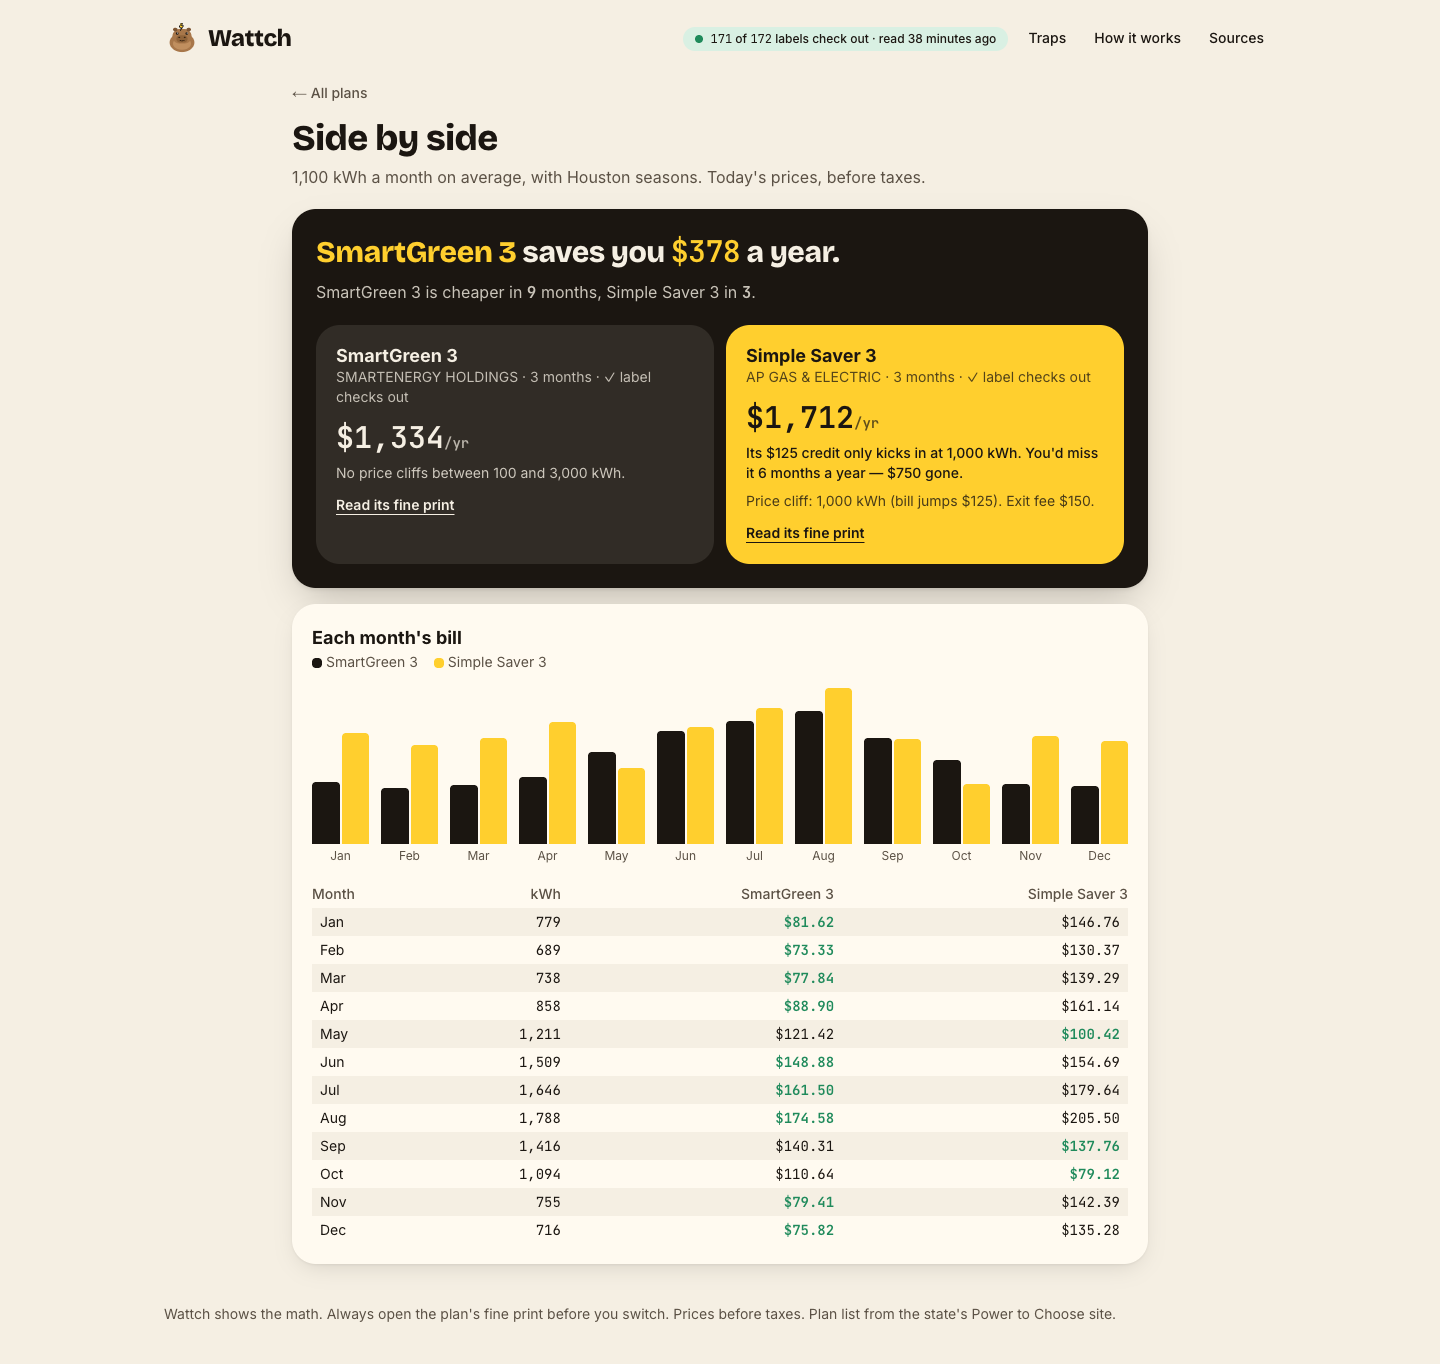 Wattch
171 of 172 labels check out · read 38 minutes ago
Traps
How it works
Sources
← All plans
Side by side
1,100 kWh a month on average, with Houston seasons. Today's prices, before taxes.
SmartGreen 3 saves you $378 a year.
SmartGreen 3 is cheaper in 9 months, Simple Saver 3 in 3.
SmartGreen 3
SMARTENERGY HOLDINGS · 3 months · ✓ label
checks out
$1,334/yr
No price cliffs between 100 and 3,000 kWh.
Read its fine print
Simple Saver 3
AP GAS & ELECTRIC · 3 months · ✓ label checks out
$1,712/yr
Its $125 credit only kicks in at 1,000 kWh. You'd miss
it 6 months a year — $750 gone.
Price cliff: 1,000 kWh (bill jumps $125). Exit fee $150.
Read its fine print
Each month's bill
SmartGreen 3 Simple Saver 3
Jan Feb Mar Apr May Jun Jul Aug Sep Oct Nov Dec
Month kWh SmartGreen 3 Simple Saver 3
Jan 779 $81.62 $146.76
Feb 689 $73.33 $130.37
Mar 738 $77.84 $139.29
Apr 858 $88.90 $161.14
May 1,211 $121.42 $100.42
Jun 1,509 $148.88 $154.69
Jul 1,646 $161.50 $179.64
Aug 1,788 $174.58 $205.50
Sep 1,416 $140.31 $137.76
Oct 1,094 $110.64 $79.12
Nov 755 $79.41 $142.39
Dec 716 $75.82 $135.28
Wattch shows the math. Always open the plan's fine print before you switch. Prices before taxes. Plan list from the state's Power to Choose site.